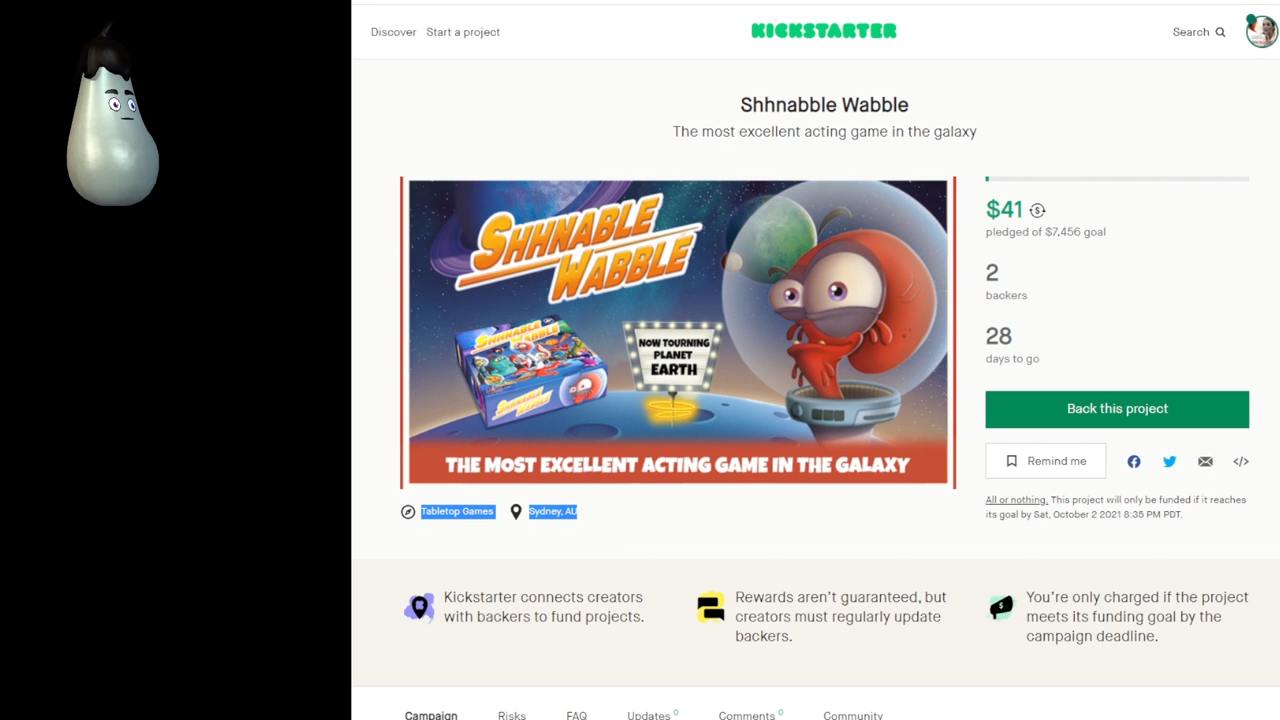 Discover Start a project
KICKSTARTER
Search
Shhnabble Wabble
The most excellent acting game in the galaxy
SHHNABLE
WABBLE
SHHNABLE
WABBLE
SHHNABLE
WABBLE
NOW TOURNING
PLANET
EARTH
THE MOST EXCELLENT ACTING GAME IN THE GALAXY
Tabletop Games Sydney, AU
$41
pledged of $7,456 goal
2
backers
28
days to go
Back this project
Remind me
</>
All or nothing. This project will only be funded if it reaches
its goal by Sat, October 2 2021 8:35 PM PDT.
Kickstarter connects creators
with backers to fund projects.
Rewards aren’t guaranteed, but
creators must regularly update
backers.
You’re only charged if the project
meets its funding goal by the
campaign deadline.
Campaign Risks FAQ Updates 0 Comments 0 Community